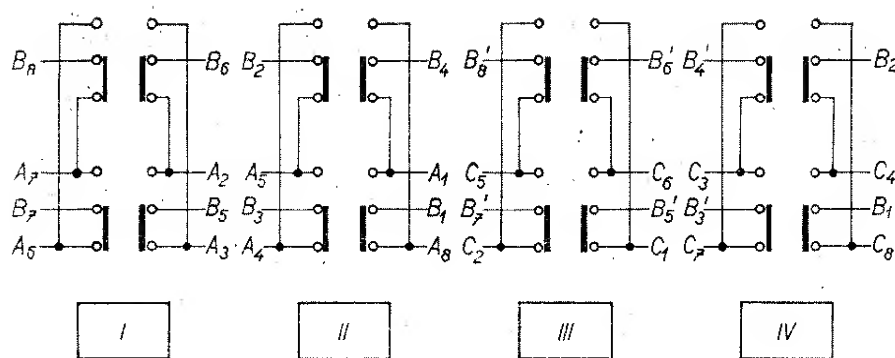 B₈ B₆ B₂ B₄ B₈' B₆' B₄' B₂
A₇ A₂ A₅ A₁ C₅ C₆ C₃ C₄
B₇ B₅ B₃ B₁ B₇' B₅' B₃' B₁
A₆ A₃ A₄ A₈ C₂ C₁ C₇ C₈
I II III IV